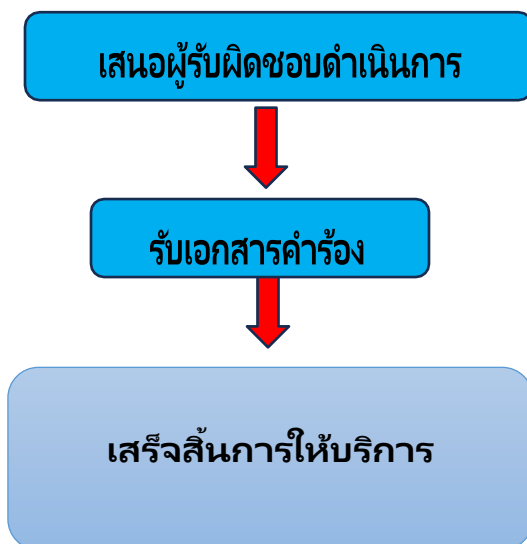 เสนอผู้รับผิดชอบดำเนินการ
รับเอกสารคำร้อง
เสร็จสิ้นการให้บริการ